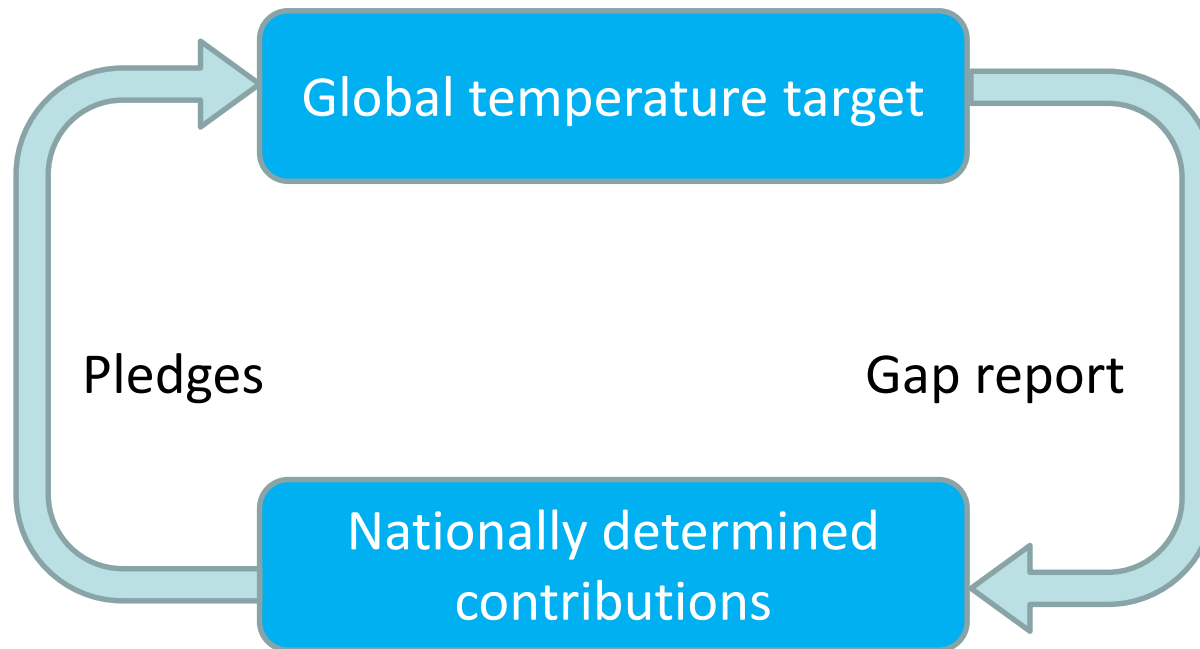 Global temperature target
Pledges
Gap report
Nationally determined
contributions